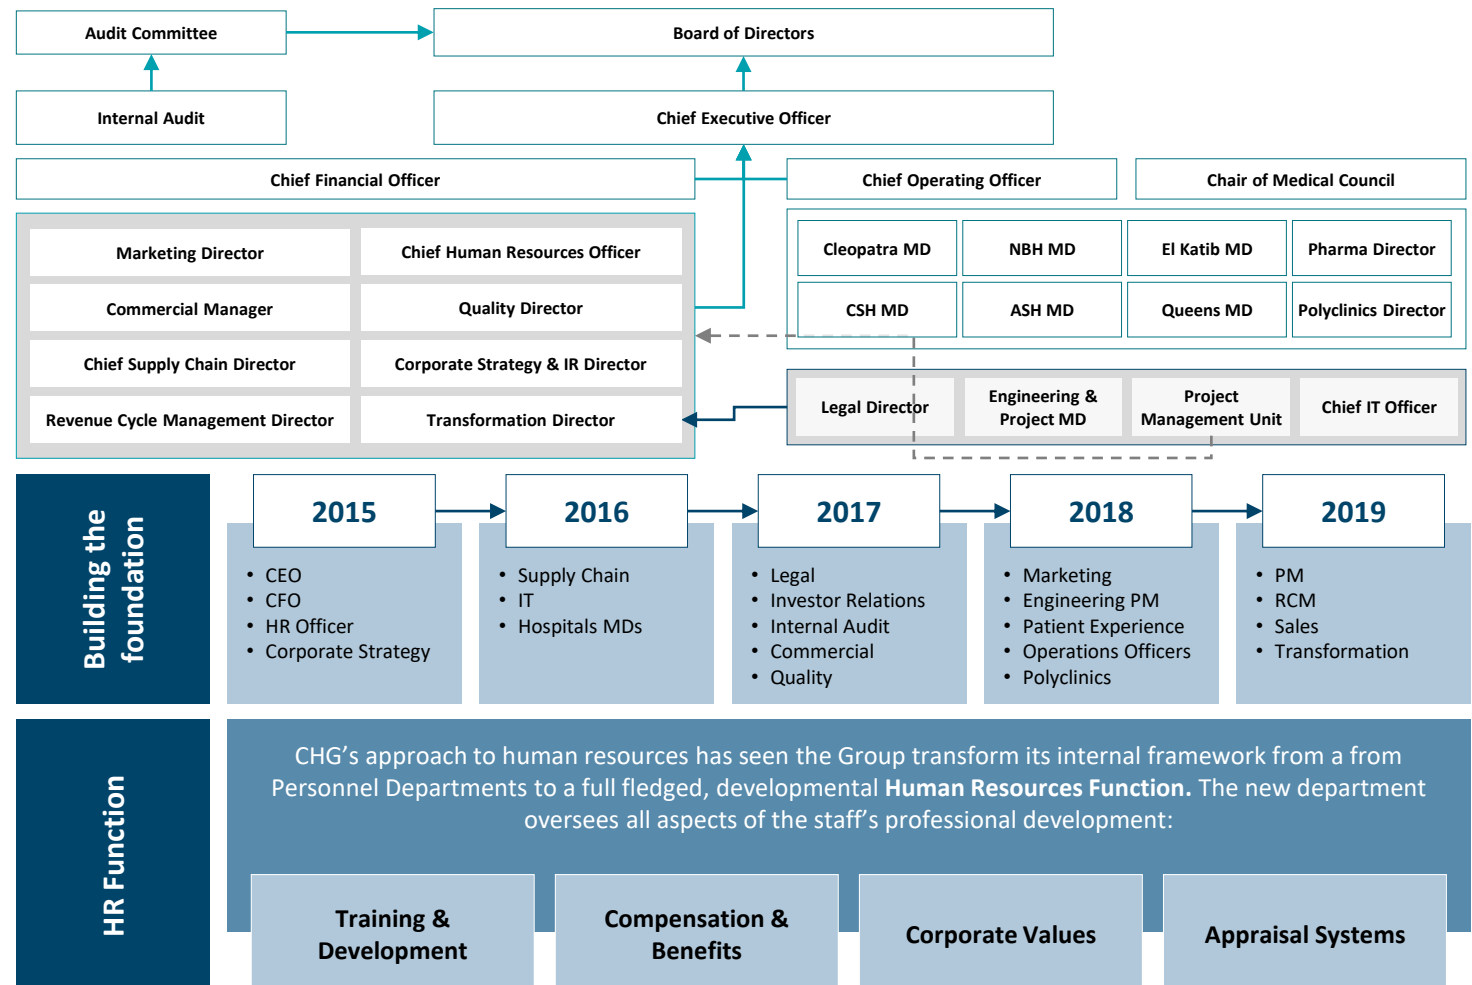 Audit Committee
Board of Directors
Internal Audit
Chief Executive Officer
Chief Financial Officer
Chief Operating Officer
Chair of Medical Council
Marketing Director
Chief Human Resources Officer
Commercial Manager
Quality Director
Chief Supply Chain Director
Corporate Strategy & IR Director
Revenue Cycle Management Director
Transformation Director
Cleopatra MD
NBH MD
El Katib MD
Pharma Director
CSH MD
ASH MD
Queens MD
Polyclinics Director
Legal Director
Engineering &
Project MD
Project
Management Unit
Chief IT Officer
Building the
foundation
2015
• CEO
• CFO
• HR Officer
• Corporate Strategy
2016
• Supply Chain
• IT
• Hospitals MDs
2017
• Legal
• Investor Relations
• Internal Audit
• Commercial
• Quality
2018
• Marketing
• Engineering PM
• Patient Experience
• Operations Officers
• Polyclinics
2019
• PM
• RCM
• Sales
• Transformation
HR Function
CHG’s approach to human resources has seen the Group transform its internal framework from a from
Personnel Departments to a full fledged, developmental Human Resources Function. The new department
oversees all aspects of the staff’s professional development:
Training &
Development
Compensation &
Benefits
Corporate Values
Appraisal Systems